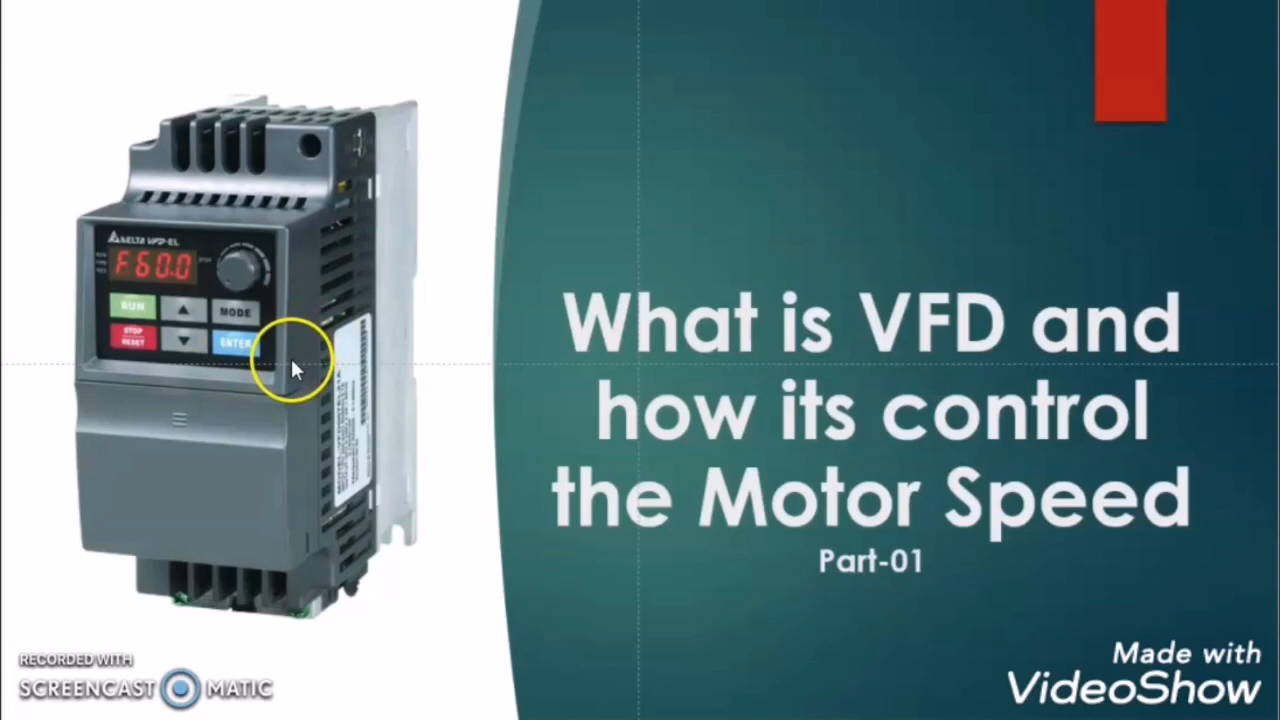 DELTA VFD-EL
F60.0
RUN
MODE
STOP
RESET
ENTER
What is VFD and
how its control
the Motor Speed
Part-01
RECORDED WITH
SCREENCAST MATIC
Made with
VideoShow